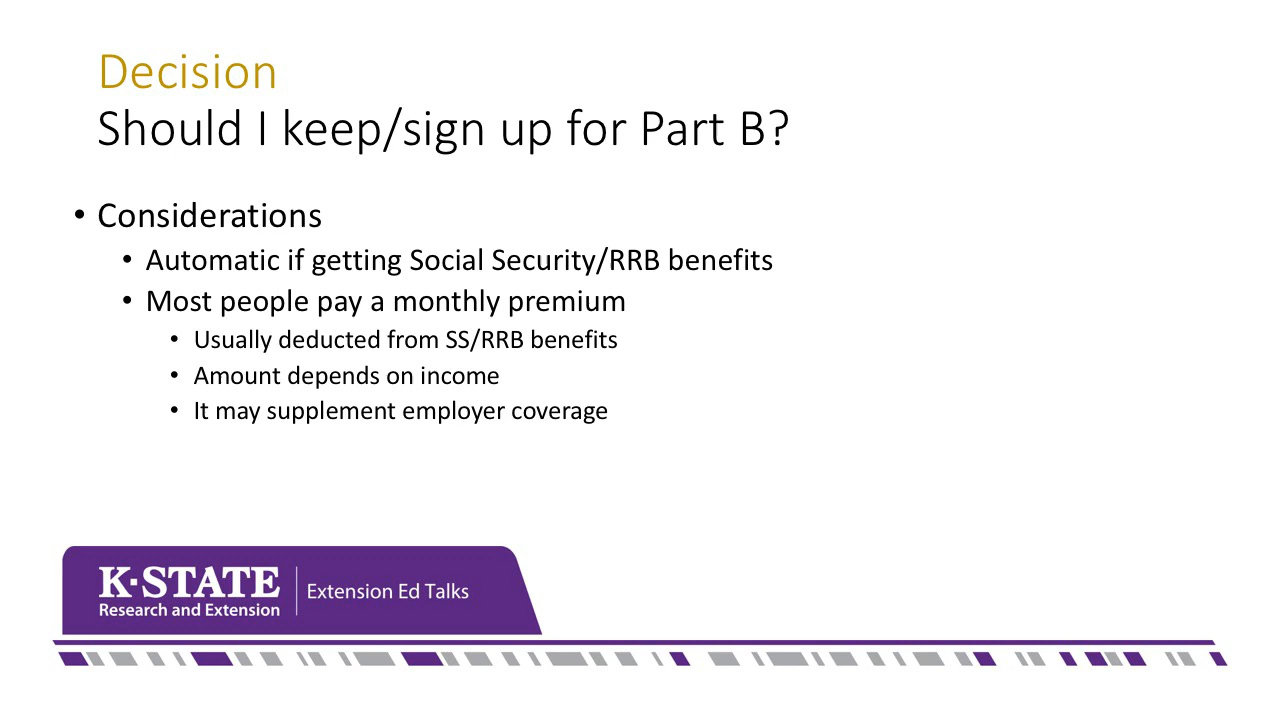 Decision
Should I keep/sign up for Part B?
• Considerations
• Automatic if getting Social Security/RRB benefits
• Most people pay a monthly premium
• Usually deducted from SS/RRB benefits
• Amount depends on income
• It may supplement employer coverage
K·STATE
Research and Extension
Extension Ed Talks